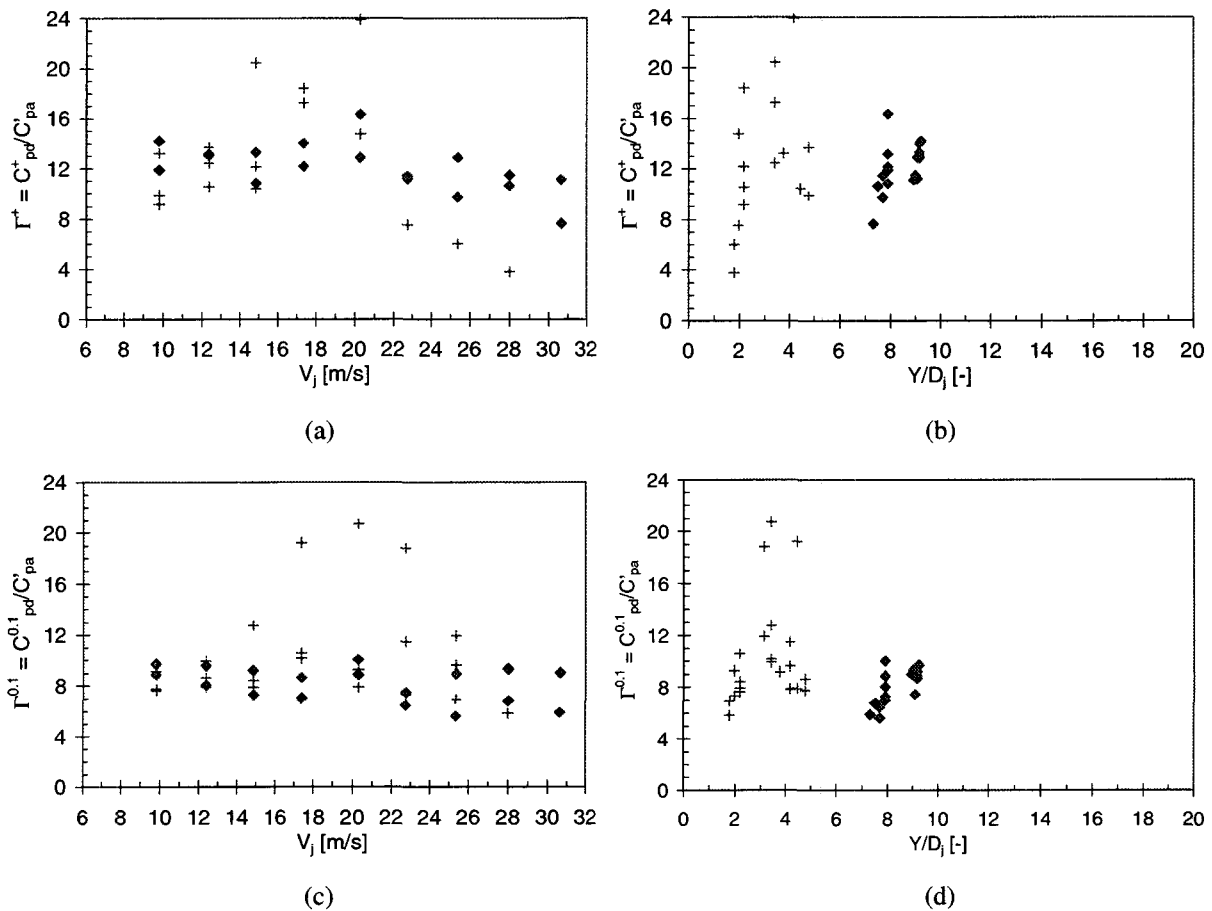 24
20
16
12
8
4
0
Γ⁺ = C⁺pd/C'pa
6 8 10 12 14 16 18 20 22 24 26 28 30 32
Vj [m/s]
(a)
24
20
16
12
8
4
0
Γ⁺ = C⁺pd/C'pa
0 2 4 6 8 10 12 14 16 18 20
Y/Dj [-]
(b)
24
20
16
12
8
4
0
Γ⁰·¹ = C⁰·¹pd/C'pa
6 8 10 12 14 16 18 20 22 24 26 28 30 32
Vj [m/s]
(c)
24
20
16
12
8
4
0
Γ⁰·¹ = C⁰·¹pd/C'pa
0 2 4 6 8 10 12 14 16 18 20
Y/Dj [-]
(d)